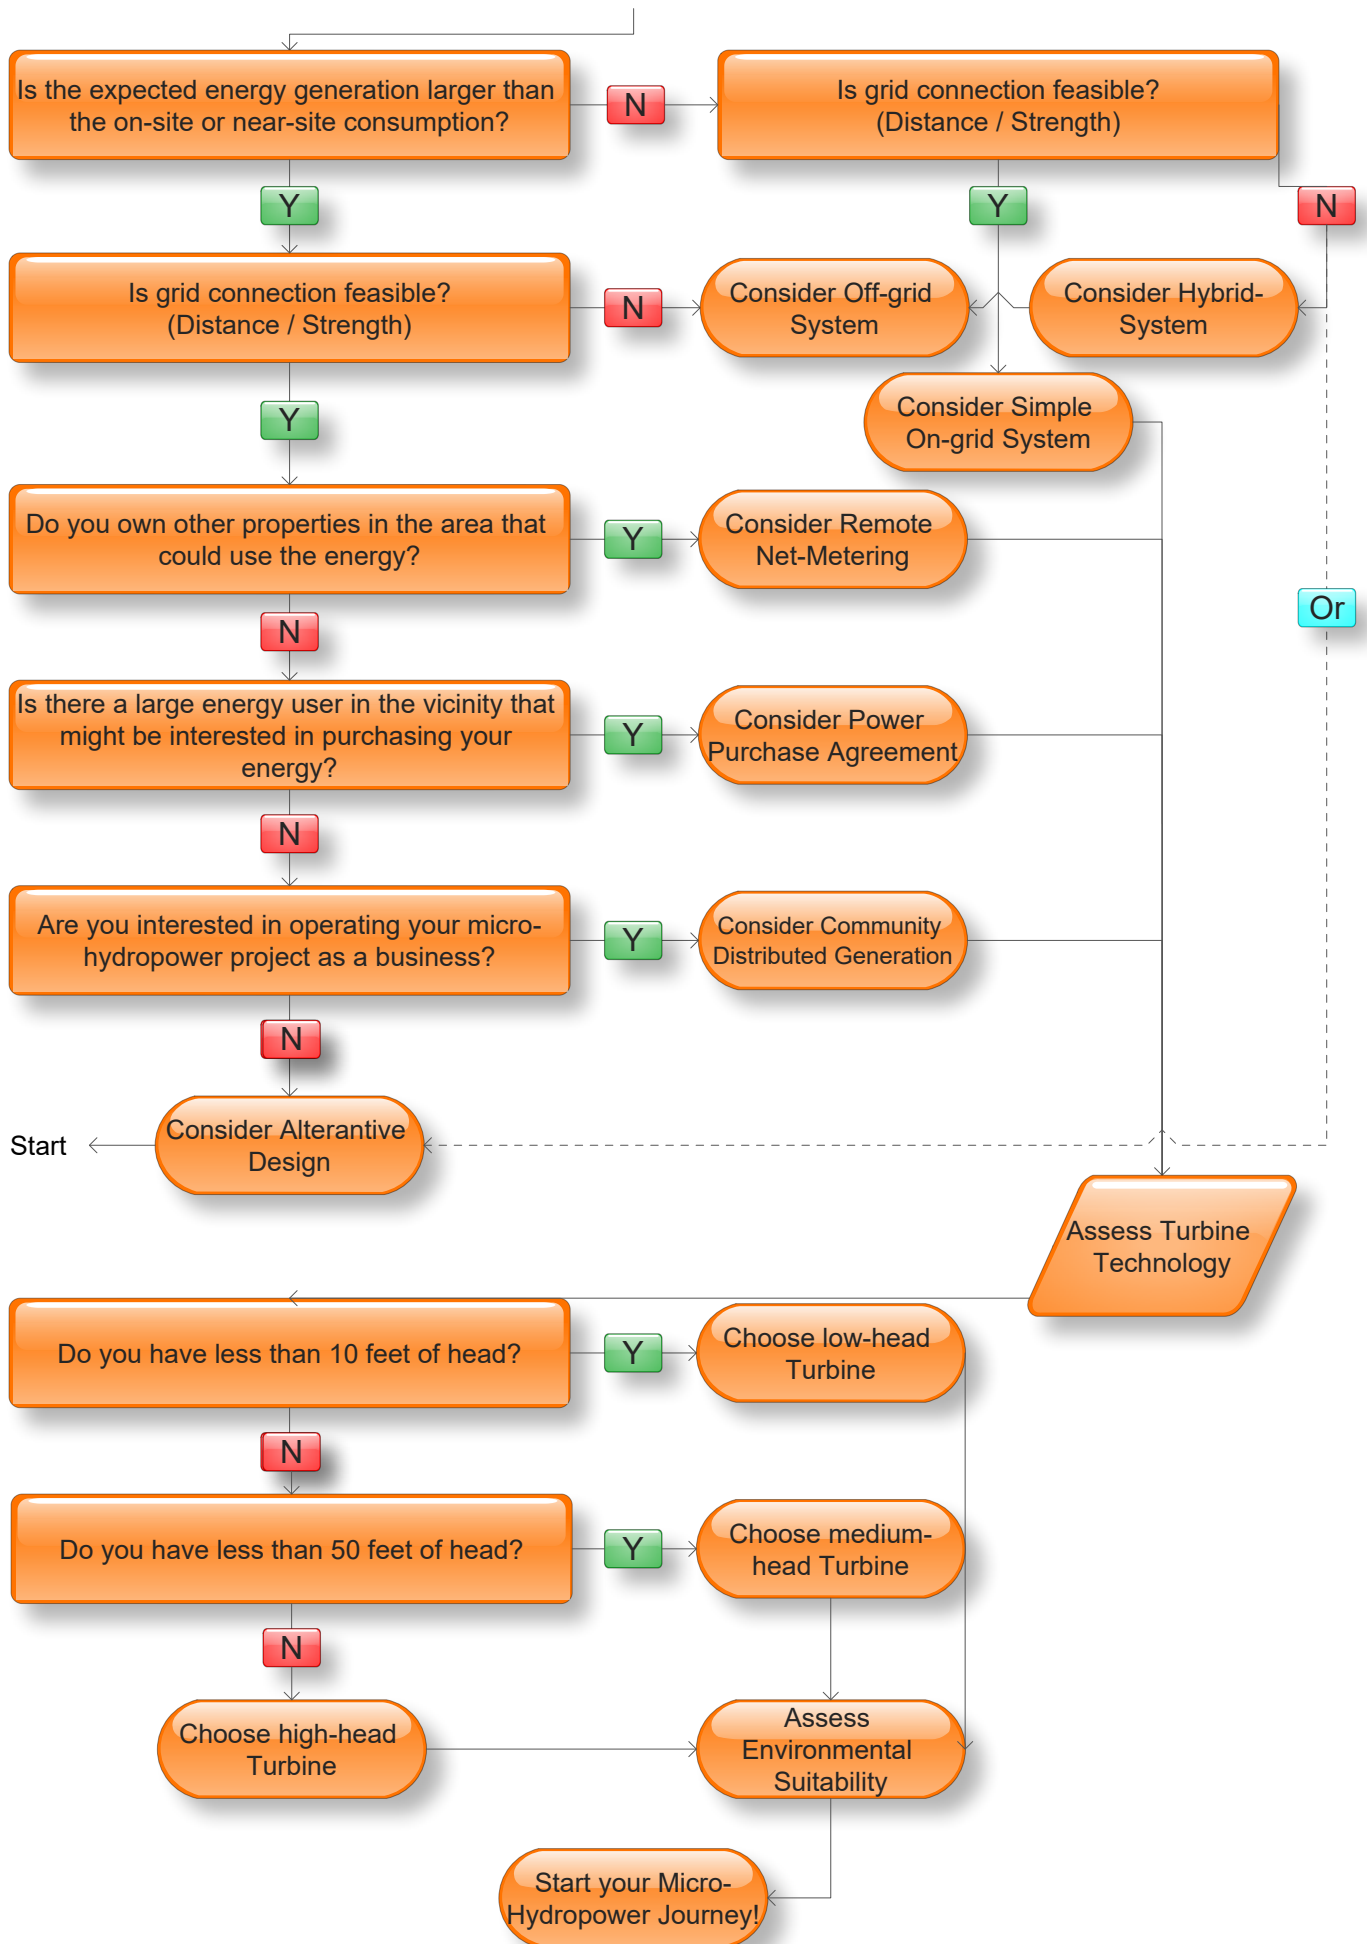 Is the expected energy generation larger than
the on-site or near-site consumption?
N
Is grid connection feasible?
(Distance / Strength)
Y
Y
N
Is grid connection feasible?
(Distance / Strength)
N
Consider Off-grid
System
Consider Hybrid-
System
Consider Simple
On-grid System
Y
Do you own other properties in the area that
could use the energy?
Y
Consider Remote
Net-Metering
Or
N
Is there a large energy user in the vicinity that
might be interested in purchasing your
energy?
Y
Consider Power
Purchase Agreement
N
Are you interested in operating your micro-
hydropower project as a business?
Y
Consider Community
Distributed Generation
N
Start
Consider Alterantive
Design
Assess Turbine
Technology
Do you have less than 10 feet of head?
Y
Choose low-head
Turbine
N
Do you have less than 50 feet of head?
Y
Choose medium-
head Turbine
N
Choose high-head
Turbine
Assess
Environmental
Suitability
Start your Micro-
Hydropower Journey!